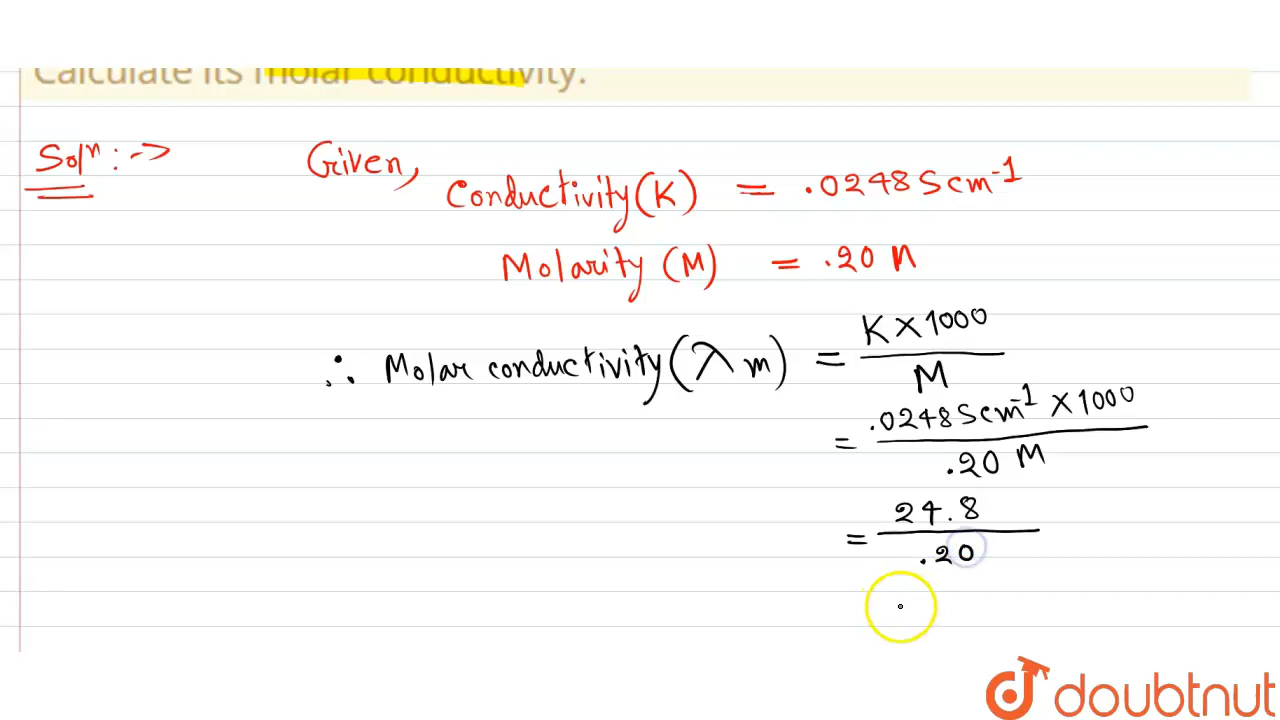 Calculate its molar conductivity.
Solⁿ :->
Given,
Conductivity(K) = .0248 S cm⁻¹
Molarity (M) = .20 M
∴ Molar conductivity (λm) = K×1000
M
= .0248 S cm⁻¹ × 1000
.20 M
= 24.8
.20
doubtnut